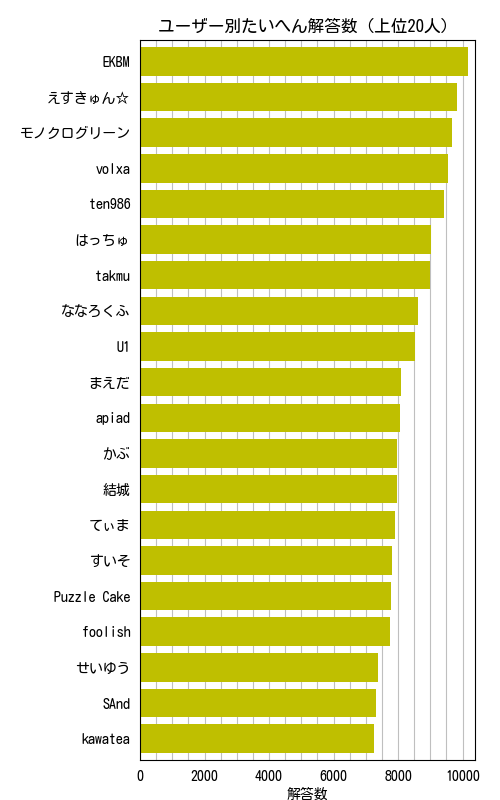 ユーザー別たいへん解答数（上位20人）
EKBM
えすきゅん☆
モノクログリーン
volxa
ten986
はっちゅ
takmu
ななろくふ
U1
まえだ
apiad
かぶ
結城
てぃま
すいそ
Puzzle Cake
foolish
せいゆう
SAnd
kawatea
0 2000 4000 6000 8000 10000
解答数